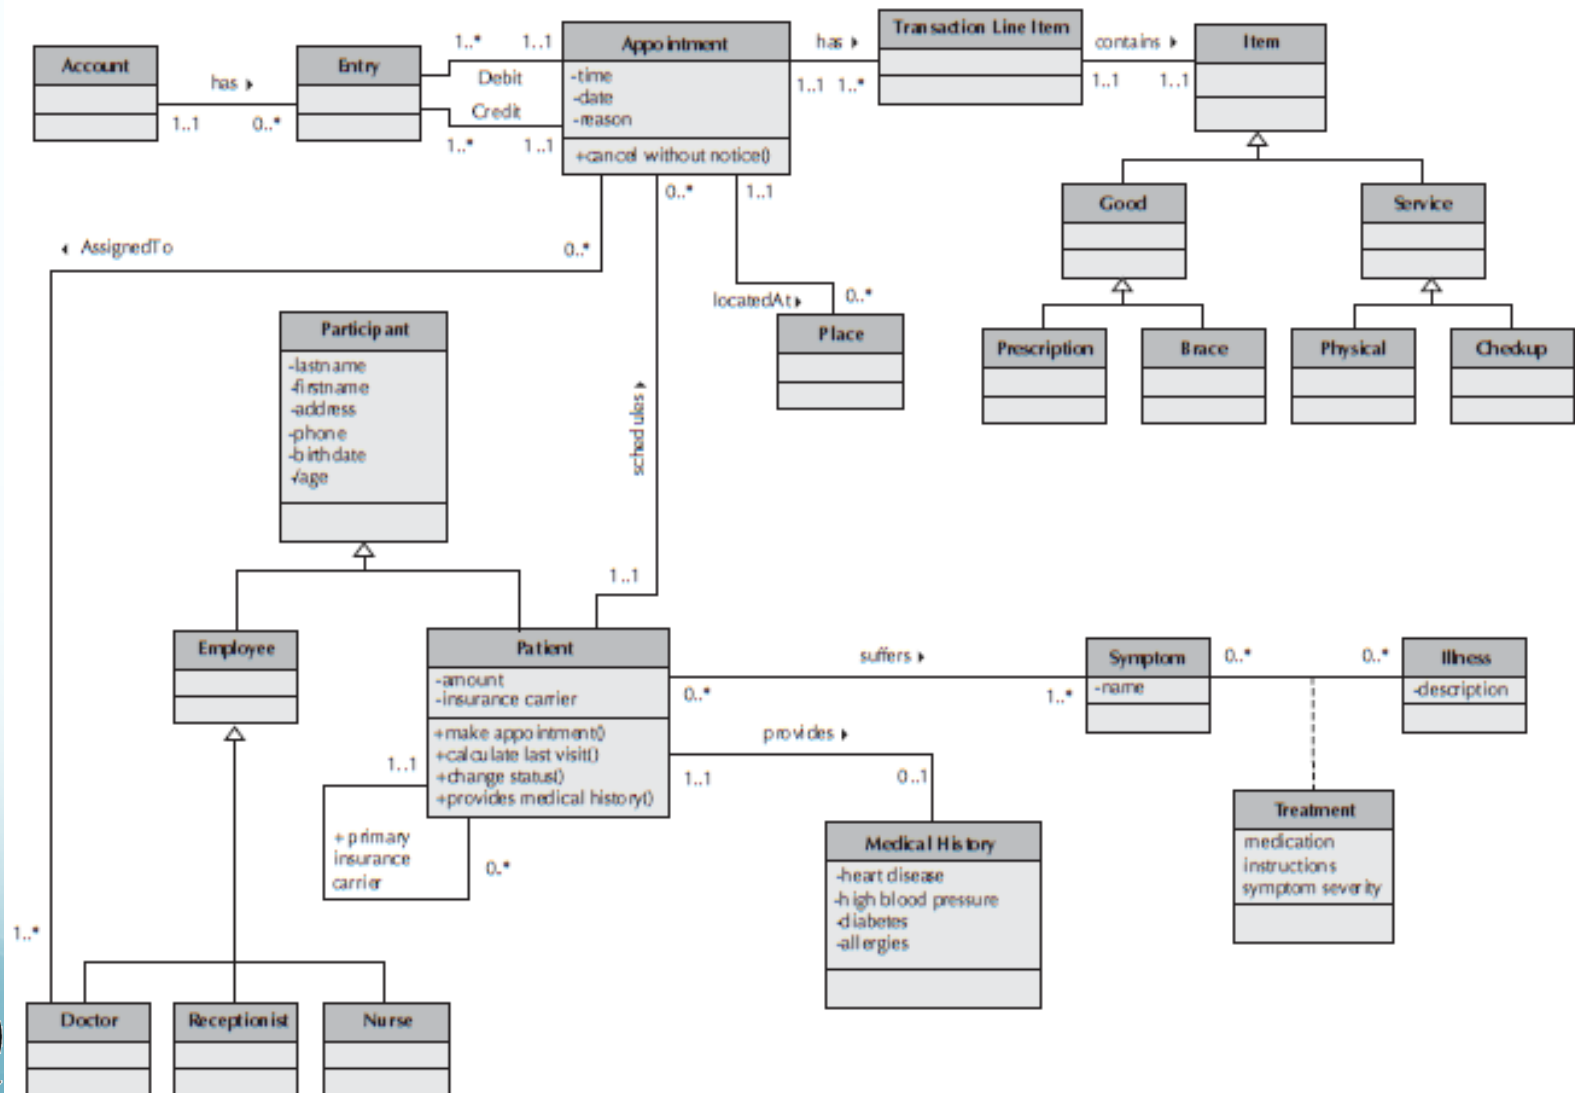 Account
has
1..1
0..*
Entry
1..*
1..1
Debit
Credit
1..*
1..1
Appointment
-time
-date
-reason
+cancel without notice()
has
1..1 1..*
Transaction Line Item
contains
1..1
1..1
Item
Good
Service
Prescription
Brace
Physical
Checkup
AssignedTo
0..*
0..*
1..1
locatedAt
0..*
Place
schedules
1..1
Participant
-lastname
-firstname
-address
-phone
-birthdate
-/age
Employee
Patient
-amount
-insurance carrier
+make appointment()
+calculate last visit()
+change status()
+provides medical history()
1..1
+ primary
insurance
carrier
0..*
suffers
0..*
1..*
Symptom
-name
0..*
0..*
Illness
-description
provides
1..1
0..1
Medical History
-heart disease
-high blood pressure
-diabetes
-allergies
Treatment
medication
instructions
symptom severity
1..*
Doctor
Receptionist
Nurse